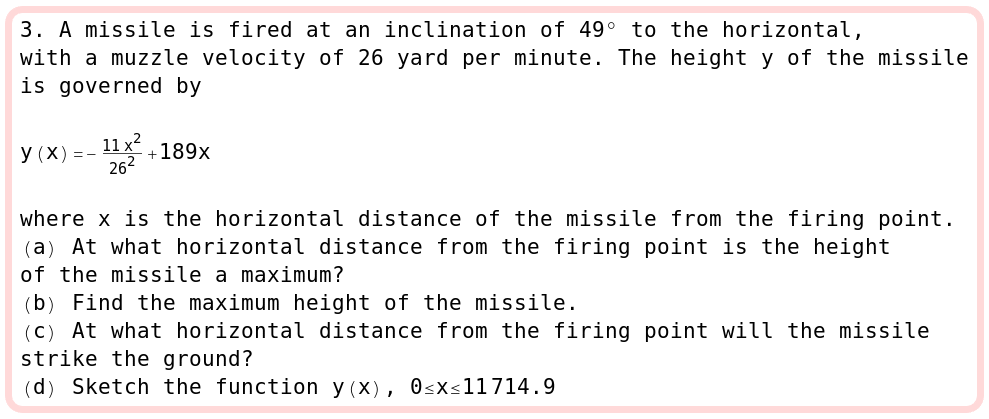 3. A missile is fired at an inclination of 49° to the horizontal,
with a muzzle velocity of 26 yard per minute. The height y of the missile
is governed by
y(x)=-\frac{11x^2}{26^2}+189x
where x is the horizontal distance of the missile from the firing point.
(a) At what horizontal distance from the firing point is the height
of the missile a maximum?
(b) Find the maximum height of the missile.
(c) At what horizontal distance from the firing point will the missile
strike the ground?
(d) Sketch the function y(x), 0≤x≤11714.9